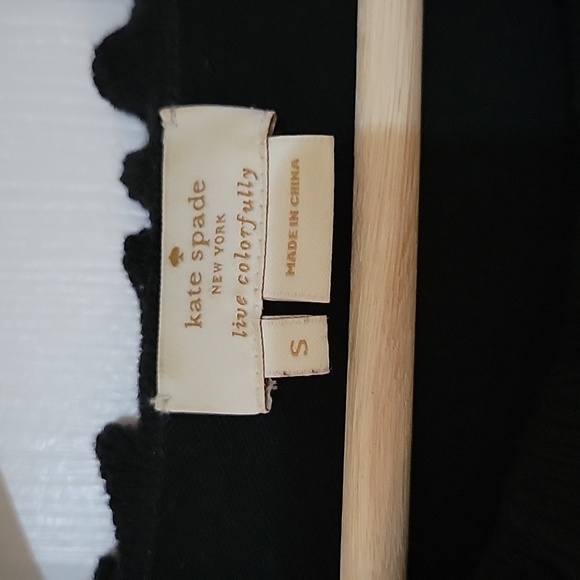 kate spade
NEW YORK
live colorfully
MADE IN CHINA
S